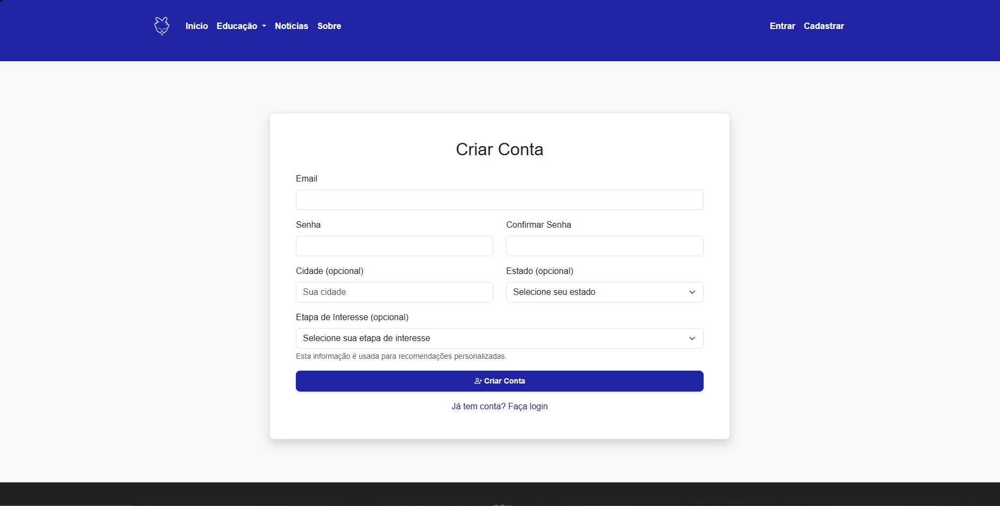 Início Educação Notícias Sobre Entrar Cadastrar
Criar Conta
Email
Senha Confirmar Senha
Cidade (opcional) Estado (opcional)
Sua cidade Selecione seu estado
Etapa de Interesse (opcional)
Selecione sua etapa de interesse
Esta informação é usada para recomendações personalizadas.
Criar Conta
Já tem conta? Faça login